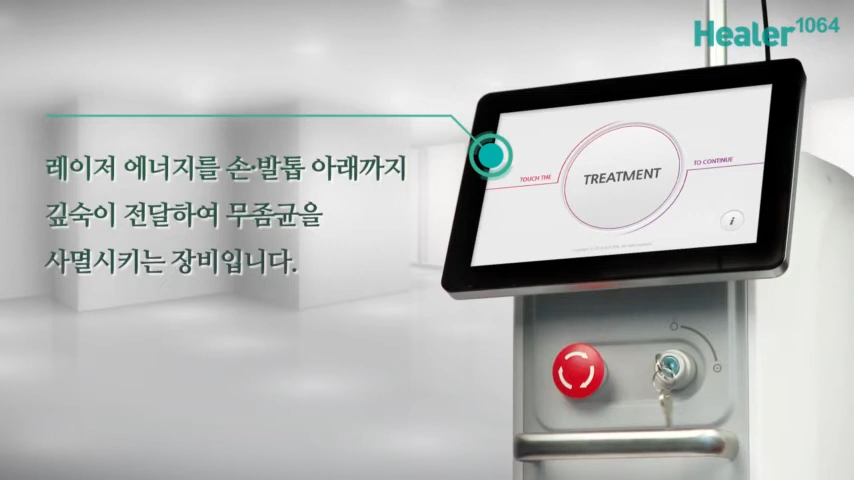 Healer1064
레이저 에너지를 손·발톱 아래까지
깊숙이 전달하여 무좀균을
사멸시키는 장비입니다.
TOUCH THE
TREATMENT
TO CONTINUE
i